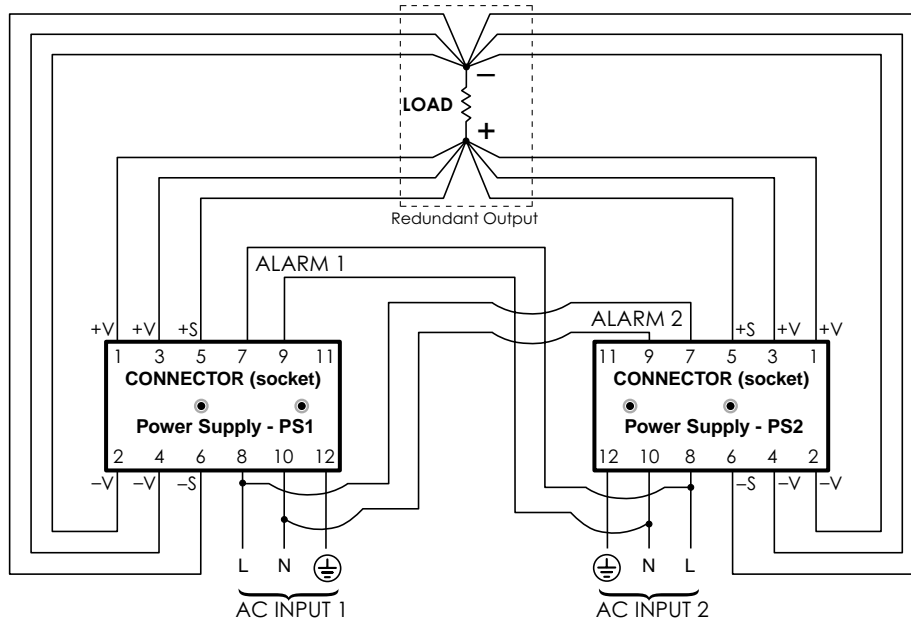 −
LOAD
+
Redundant Output
ALARM 1
ALARM 2
+V +V +S +S +V +V
1 3 5 7 9 11 11 9 7 5 3 1
CONNECTOR (socket) CONNECTOR (socket)
Power Supply - PS1 Power Supply - PS2
2 4 6 8 10 12 12 10 8 6 4 2
–V –V –S –S –V –V
L N N L
AC INPUT 1 AC INPUT 2